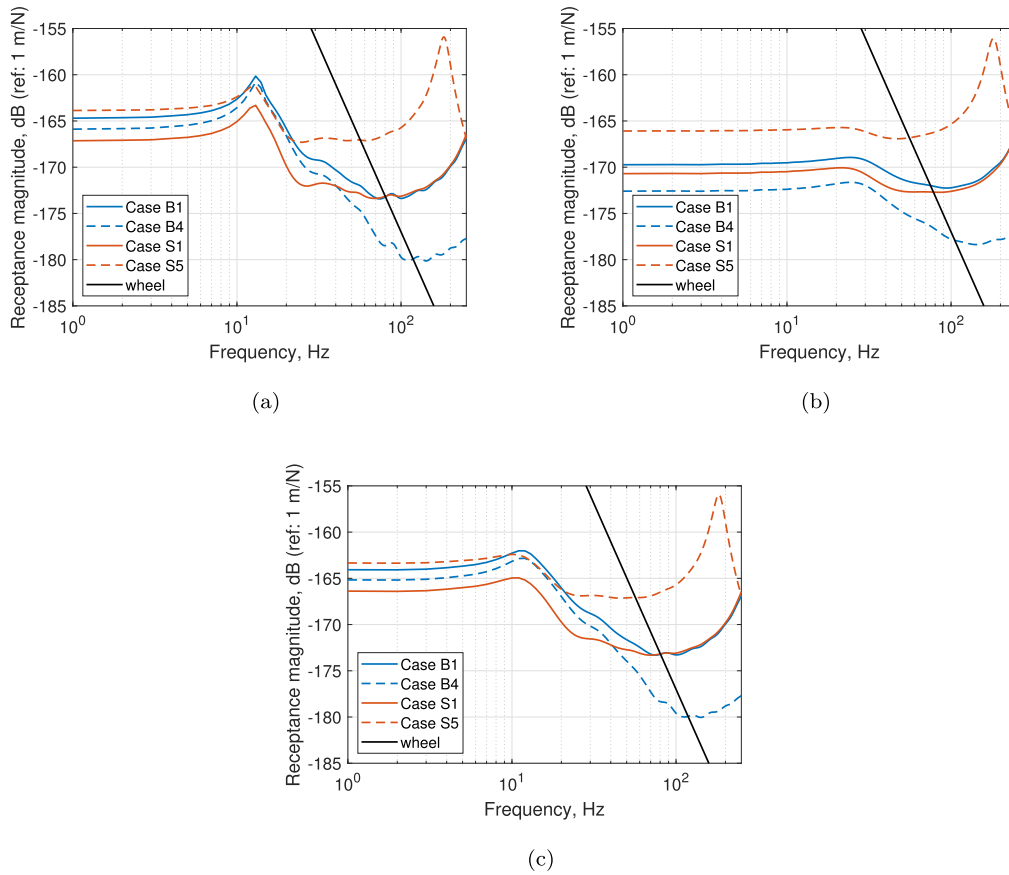 -155
-160
-165
-170
-175
-180
-185
Receptance magnitude, dB (ref: 1 m/N)
Case B1
Case B4
Case S1
Case S5
wheel
10^0 10^1 10^2
Frequency, Hz
(a)
-155
-160
-165
-170
-175
-180
-185
Receptance magnitude, dB (ref: 1 m/N)
Case B1
Case B4
Case S1
Case S5
wheel
10^0 10^1 10^2
Frequency, Hz
(b)
-155
-160
-165
-170
-175
-180
-185
Receptance magnitude, dB (ref: 1 m/N)
Case B1
Case B4
Case S1
Case S5
wheel
10^0 10^1 10^2
Frequency, Hz
(c)